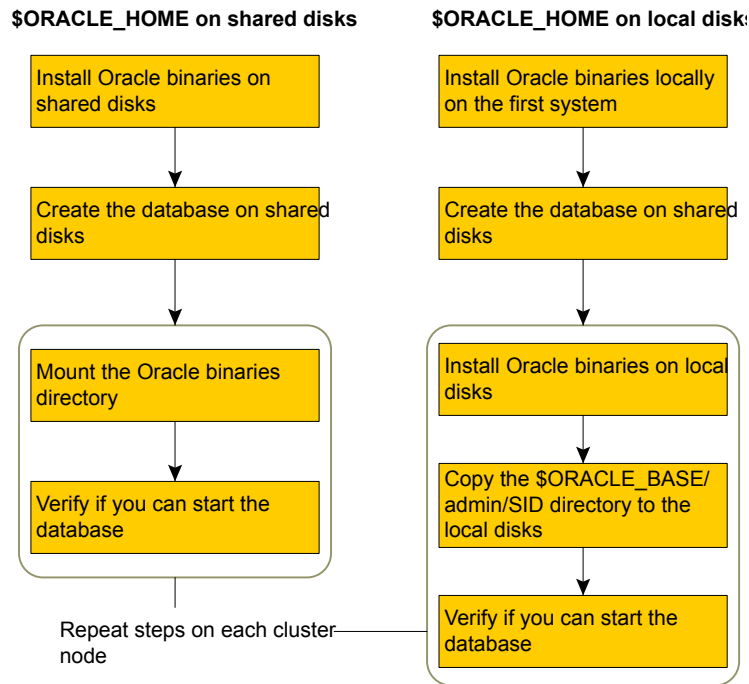 $ORACLE_HOME on shared disks
Install Oracle binaries on
shared disks
Create the database on shared
disks
Mount the Oracle binaries
directory
Verify if you can start the
database
$ORACLE_HOME on local disks
Install Oracle binaries locally
on the first system
Create the database on shared
disks
Install Oracle binaries on local
disks
Copy the $ORACLE_BASE/
admin/SID directory to the
local disks
Verify if you can start the
database
Repeat steps on each cluster
node